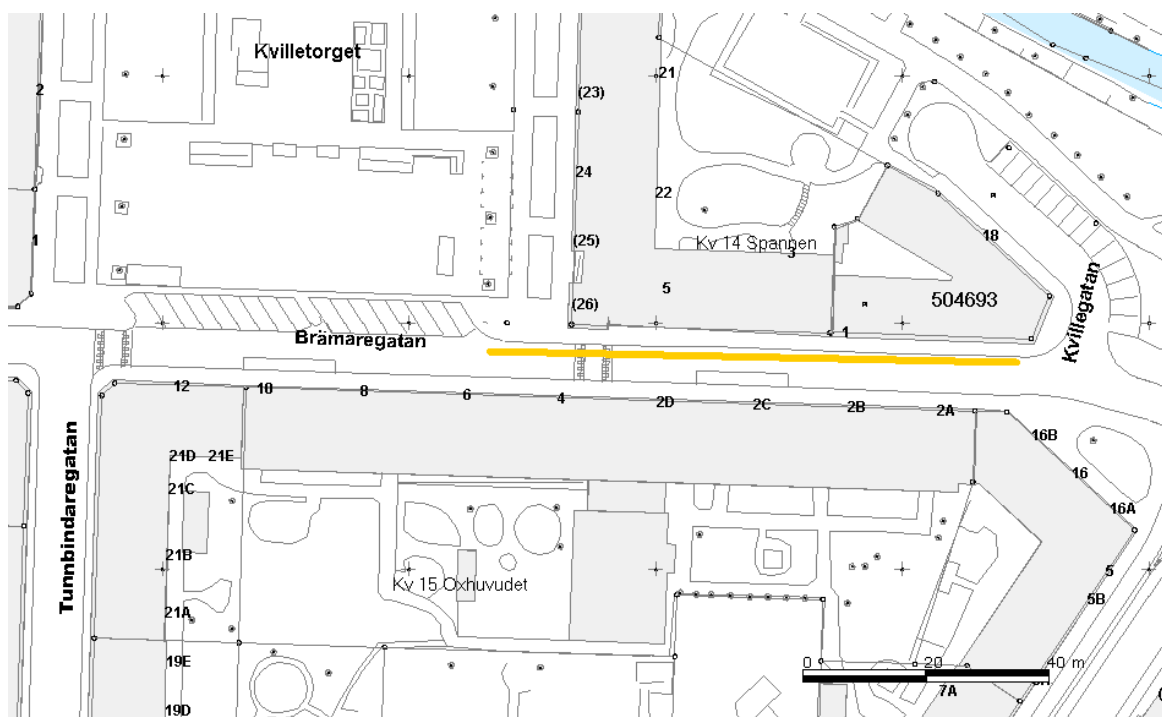 Kvilletorget
2
21
(23)
24
22
(25)
18
Kv 14 Spannen
3
1
5
504693
(26)
1
Kvillegatan
Brämaregatan
12
10
8
6
4
2D
2C
2B
2A
16B
21D
21E
16
21C
16A
Tunnbindaregatan
21B
5
Kv 15 Oxhuvudet
5B
21A
19E
0
20
40 m
7A
19D